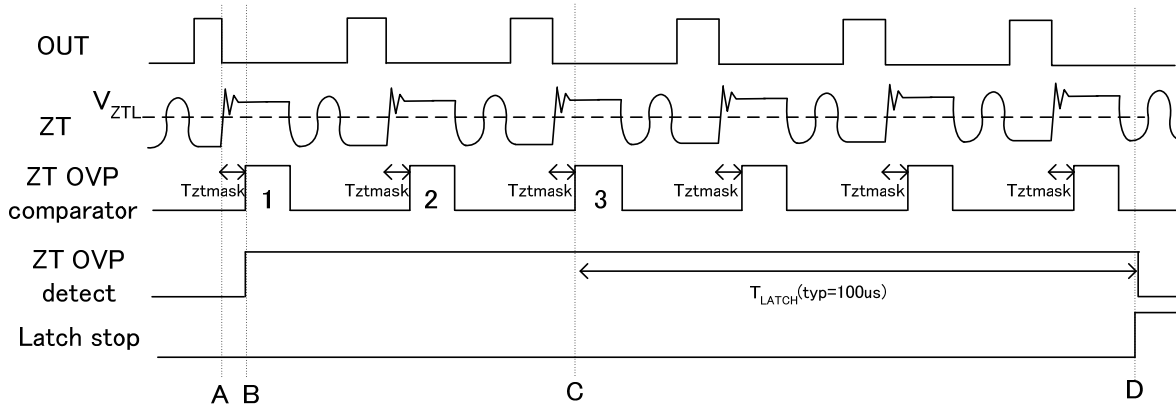 OUT
V_ZTL
ZT
ZT OVP
comparator
Tztmask Tztmask Tztmask Tztmask Tztmask Tztmask
1 2 3
ZT OVP
detect
T_LATCH(typ=100us)
Latch stop
A B C D